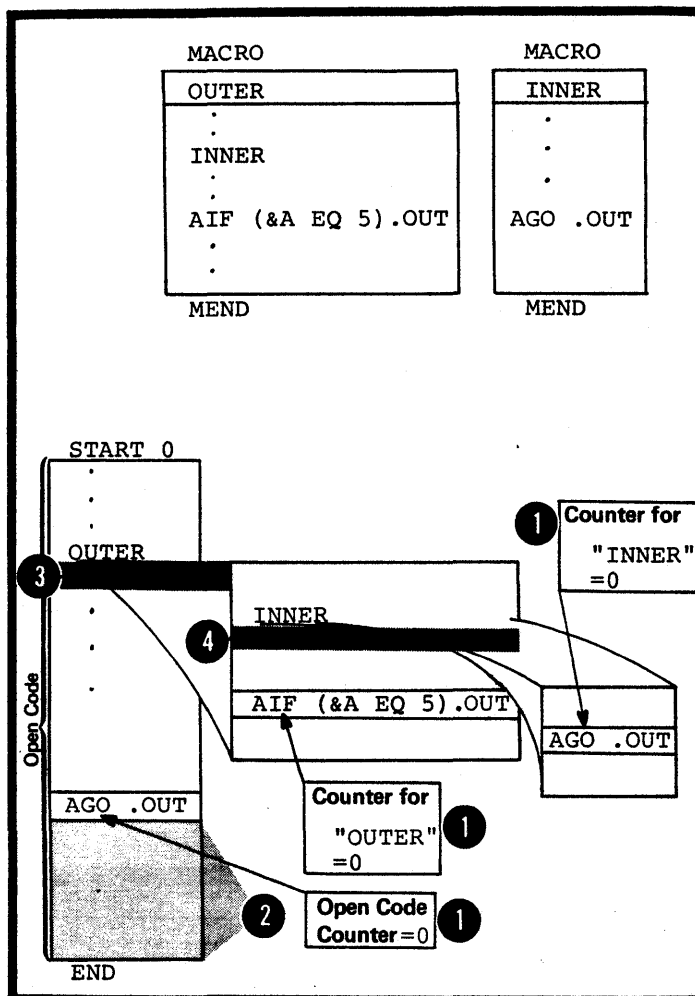 MACRO
OUTER
.
.
INNER
.
.
AIF (&A EQ 5).OUT
.
.
MEND
MACRO
INNER
.
.
.
AGO .OUT
MEND
START 0
.
.
.
OUTER
3
.
.
.
.
Open Code
AGO .OUT
.
2
END
INNER
4
AIF (&A EQ 5).OUT
1
Counter for
"INNER"
=0
AGO .OUT
Counter for
"OUTER"
=0
1
Open Code
Counter=0
1